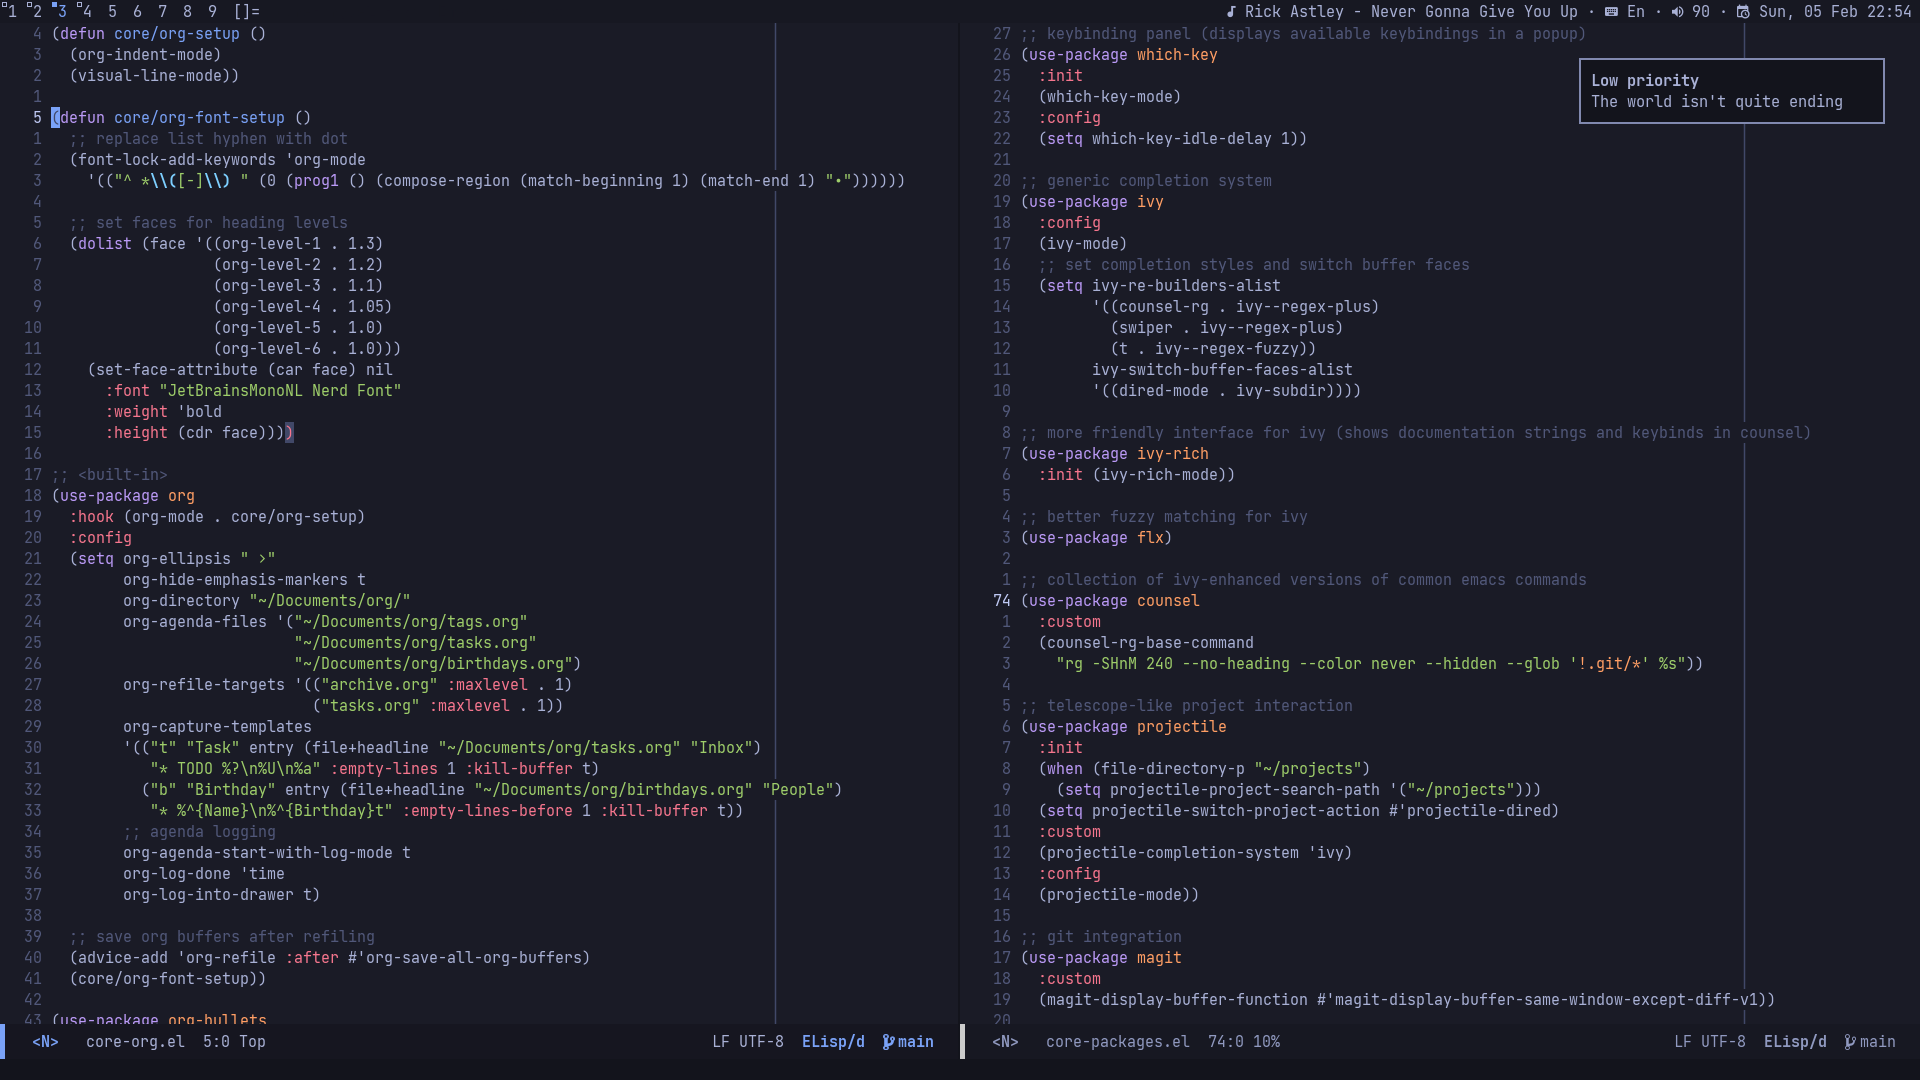 1 2 3 4 5 6 7 8 9 []= Rick Astley - Never Gonna Give You Up · En · 90 · Sun, 05 Feb 22:54
4 (defun core/org-setup ()
3   (org-indent-mode)
2   (visual-line-mode))
1
5 (defun core/org-font-setup ()
1   ;; replace list hyphen with dot
2   (font-lock-add-keywords 'org-mode
3     '(("^ *\\([-]\\) " (0 (prog1 () (compose-region (match-beginning 1) (match-end 1) "•"))))))
4
5   ;; set faces for heading levels
6   (dolist (face '((org-level-1 . 1.3)
7                   (org-level-2 . 1.2)
8                   (org-level-3 . 1.1)
9                   (org-level-4 . 1.05)
10                   (org-level-5 . 1.0)
11                   (org-level-6 . 1.0)))
12     (set-face-attribute (car face) nil
13       :font "JetBrainsMonoNL Nerd Font"
14       :weight 'bold
15       :height (cdr face))))
16
17 ;; <built-in>
18 (use-package org
19   :hook (org-mode . core/org-setup)
20   :config
21   (setq org-ellipsis " >"
22         org-hide-emphasis-markers t
23         org-directory "~/Documents/org/"
24         org-agenda-files '("~/Documents/org/tags.org"
25                            "~/Documents/org/tasks.org"
26                            "~/Documents/org/birthdays.org")
27         org-refile-targets '(("archive.org" :maxlevel . 1)
28                              ("tasks.org" :maxlevel . 1))
29         org-capture-templates
30         '(("t" "Task" entry (file+headline "~/Documents/org/tasks.org" "Inbox")
31            "* TODO %?\n%U\n%a" :empty-lines 1 :kill-buffer t)
32           ("b" "Birthday" entry (file+headline "~/Documents/org/birthdays.org" "People")
33            "* %^{Name}\n%^{Birthday}t" :empty-lines-before 1 :kill-buffer t))
34         ;; agenda logging
35         org-agenda-start-with-log-mode t
36         org-log-done 'time
37         org-log-into-drawer t)
38
39   ;; save org buffers after refiling
40   (advice-add 'org-refile :after #'org-save-all-org-buffers)
41   (core/org-font-setup))
42
43 (use-package org-bullets
<N> core-org.el 5:0 Top LF UTF-8 ELisp/d main
27 ;; keybinding panel (displays available keybindings in a popup)
26 (use-package which-key
25   :init
24   (which-key-mode)
23   :config
22   (setq which-key-idle-delay 1))
21
20 ;; generic completion system
19 (use-package ivy
18   :config
17   (ivy-mode)
16   ;; set completion styles and switch buffer faces
15   (setq ivy-re-builders-alist
14         '((counsel-rg . ivy--regex-plus)
13           (swiper . ivy--regex-plus)
12           (t . ivy--regex-fuzzy))
11         ivy-switch-buffer-faces-alist
10         '((dired-mode . ivy-subdir))))
9
8 ;; more friendly interface for ivy (shows documentation strings and keybinds in counsel)
7 (use-package ivy-rich
6   :init (ivy-rich-mode))
5
4 ;; better fuzzy matching for ivy
3 (use-package flx)
2
1 ;; collection of ivy-enhanced versions of common emacs commands
74 (use-package counsel
1   :custom
2   (counsel-rg-base-command
3     "rg -SHnM 240 --no-heading --color never --hidden --glob '!.git/*' %s"))
4
5 ;; telescope-like project interaction
6 (use-package projectile
7   :init
8   (when (file-directory-p "~/projects")
9     (setq projectile-project-search-path '("~/projects")))
10   (setq projectile-switch-project-action #'projectile-dired)
11   :custom
12   (projectile-completion-system 'ivy)
13   :config
14   (projectile-mode))
15
16 ;; git integration
17 (use-package magit
18   :custom
19   (magit-display-buffer-function #'magit-display-buffer-same-window-except-diff-v1))
20
<N> core-packages.el 74:0 10% LF UTF-8 ELisp/d main
Low priority
The world isn't quite ending